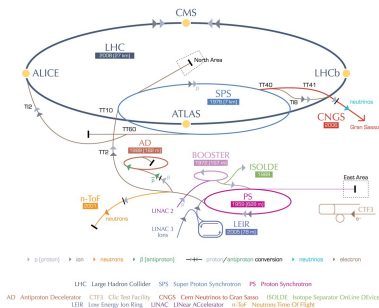 CMS
LHC
2008 (27 km)
North Area
ALICE
LHCb
TI2
SPS
1976 (7 km)
TT40
TT41
TI8
TT10
ATLAS
neutrinos
CNGS
2006
Gran Sasso
TT60
AD
1999 (182 m)
TT2
BOOSTER
1972 (157 m)
ISOLDE
1989
East Area
n-ToF
2001
PS
1959 (628 m)
LINAC 2
neutrons
CTF3
e-
LINAC 3
Ions
LEIR
2005 (78 m)
p (proton) ion neutrons p̄ (antiproton) proton/antiproton conversion neutrinos electron
LHC Large Hadron Collider SPS Super Proton Synchrotron PS Proton Synchrotron
AD Antiproton Decelerator CTF3 Clic Test Facility CNGS Cern Neutrinos to Gran Sasso ISOLDE Isotope Separator OnLine DEvice
LEIR Low Energy Ion Ring LINAC LINear ACcelerator n-ToF Neutrons Time Of Flight